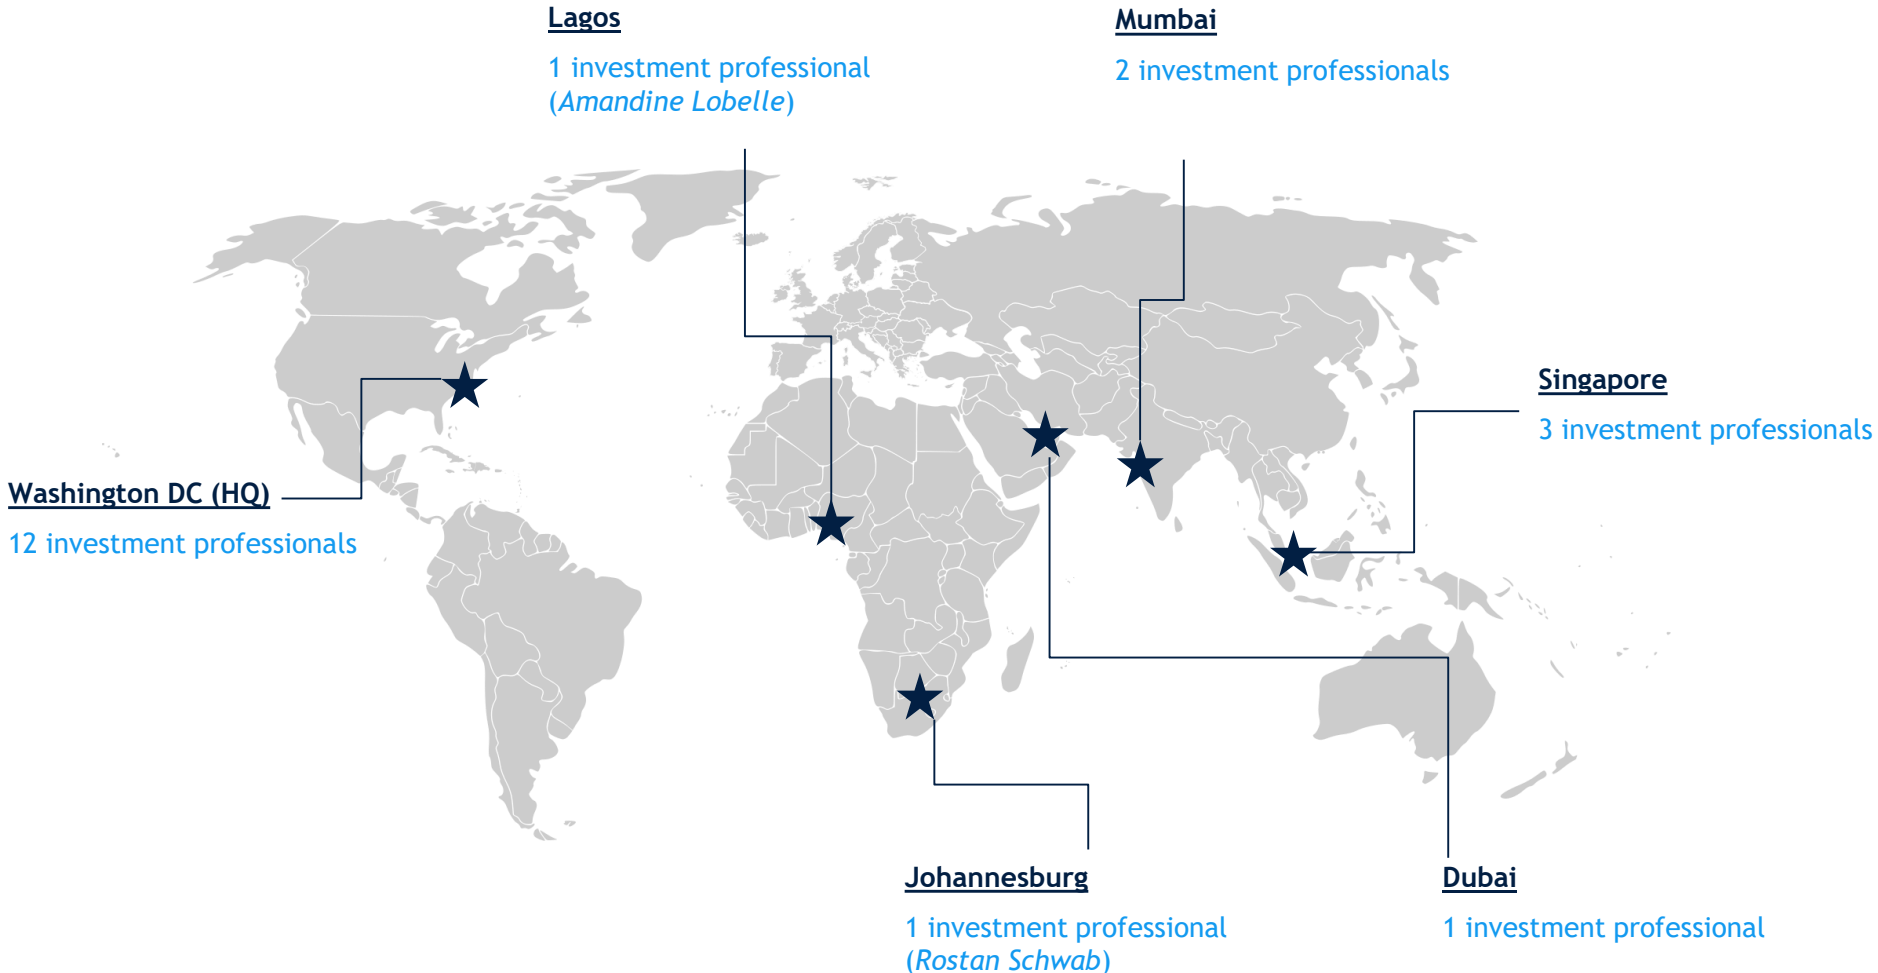 Lagos
1 investment professional
(Amandine Lobelle)
Mumbai
2 investment professionals
Singapore
3 investment professionals
Washington DC (HQ)
12 investment professionals
Johannesburg
1 investment professional
(Rostan Schwab)
Dubai
1 investment professional